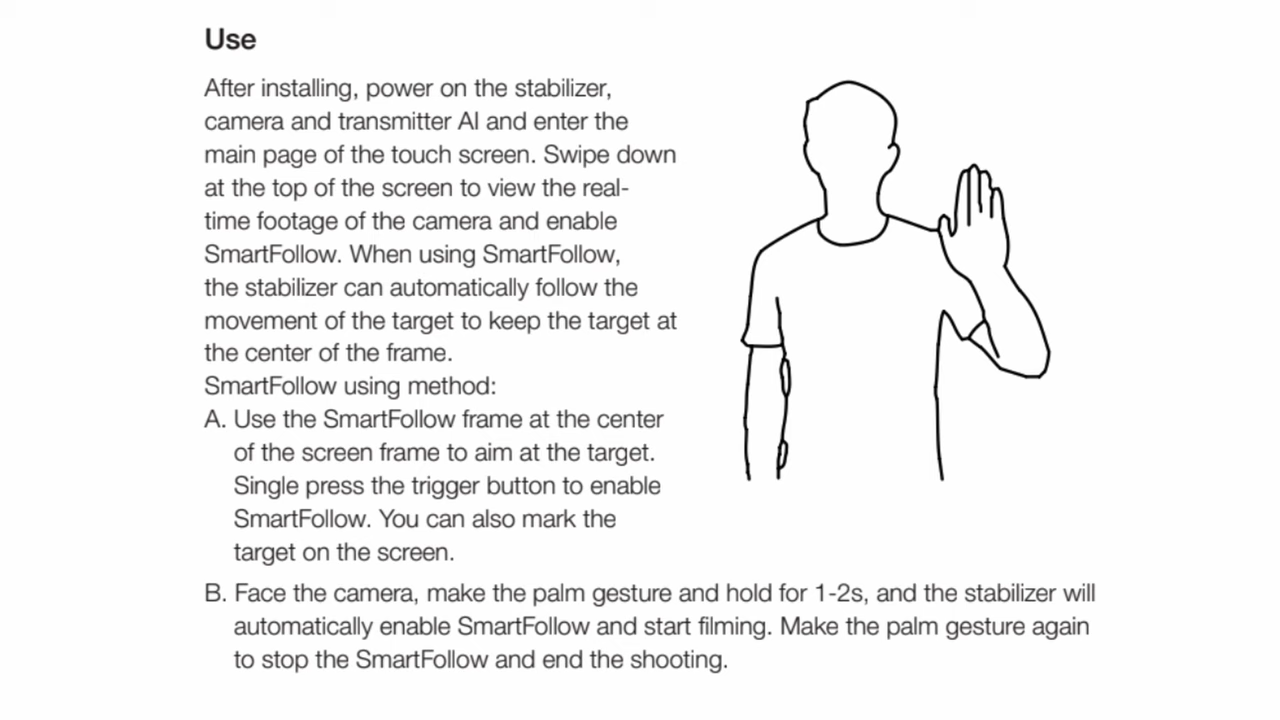 Use
After installing, power on the stabilizer,
camera and transmitter AI and enter the
main page of the touch screen. Swipe down
at the top of the screen to view the real-
time footage of the camera and enable
SmartFollow. When using SmartFollow,
the stabilizer can automatically follow the
movement of the target to keep the target at
the center of the frame.
SmartFollow using method:
A. Use the SmartFollow frame at the center
of the screen frame to aim at the target.
Single press the trigger button to enable
SmartFollow. You can also mark the
target on the screen.
B. Face the camera, make the palm gesture and hold for 1-2s, and the stabilizer will
automatically enable SmartFollow and start filming. Make the palm gesture again
to stop the SmartFollow and end the shooting.